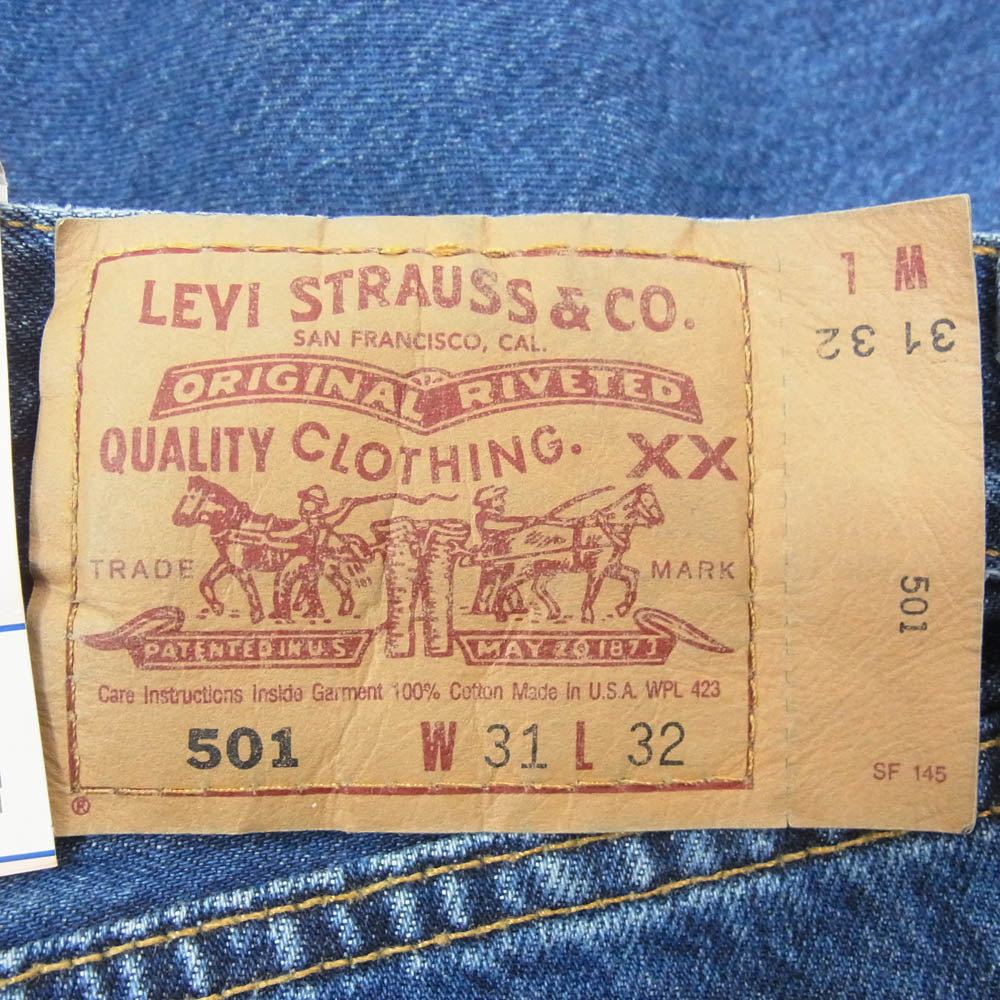 LEVI STRAUSS & CO.
SAN FRANCISCO, CAL.
ORIGINAL RIVETED
QUALITY CLOTHING. XX
TRADE MARK
PATENTED IN U.S. MAY 20 1873
Care Instructions Inside Garment 100% Cotton Made in U.S.A. WPL 423
501 W 31 L 32
®
W L
31 32
501
SF 145